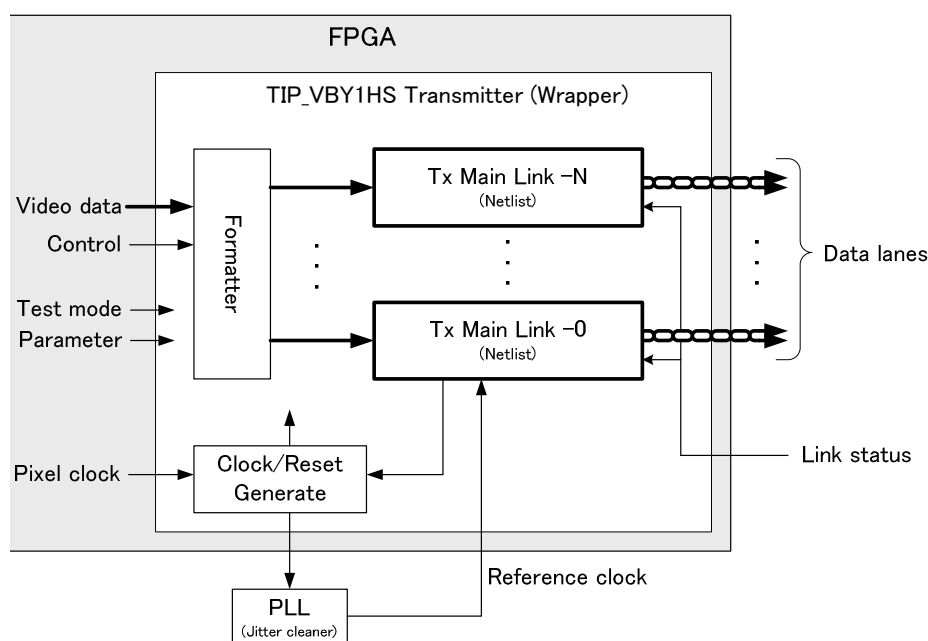 FPGA
TIP_VBY1HS Transmitter (Wrapper)
Tx Main Link -N
(Netlist)
Video data
Control
Formatter
Data lanes
Test mode
Parameter
Tx Main Link -0
(Netlist)
Pixel clock
Clock/Reset
Generate
Link status
Reference clock
PLL
(Jitter cleaner)